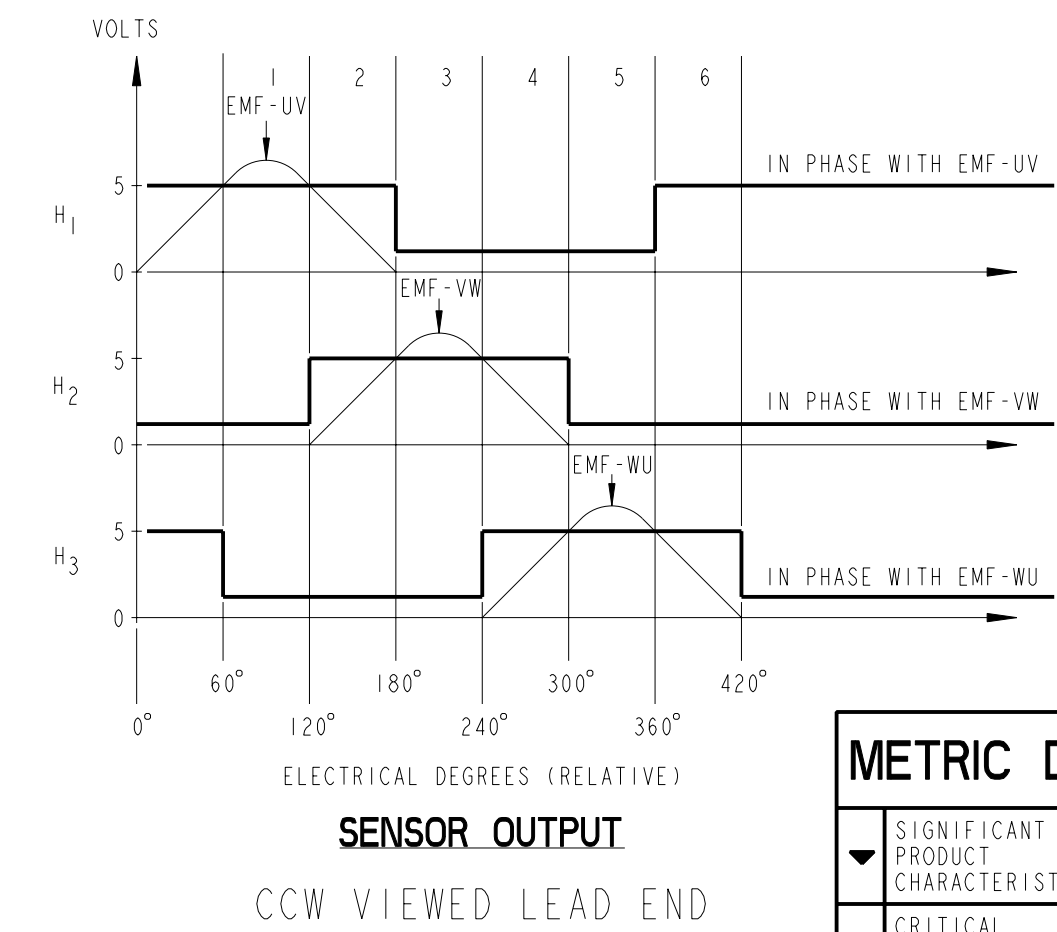 VOLTS
1 2 3 4 5 6
EMF-UV
IN PHASE WITH EMF-UV
5
H1
0
EMF-VW
5
H2
IN PHASE WITH EMF-VW
0
EMF-WU
5
H3
IN PHASE WITH EMF-WU
0
60° 180° 300° 420°
0° 120° 240° 360°
ELECTRICAL DEGREES (RELATIVE)
SENSOR OUTPUT
CCW VIEWED LEAD END
METRIC D
SIGNIFICANT
PRODUCT
CHARACTERIST
CRITICAL